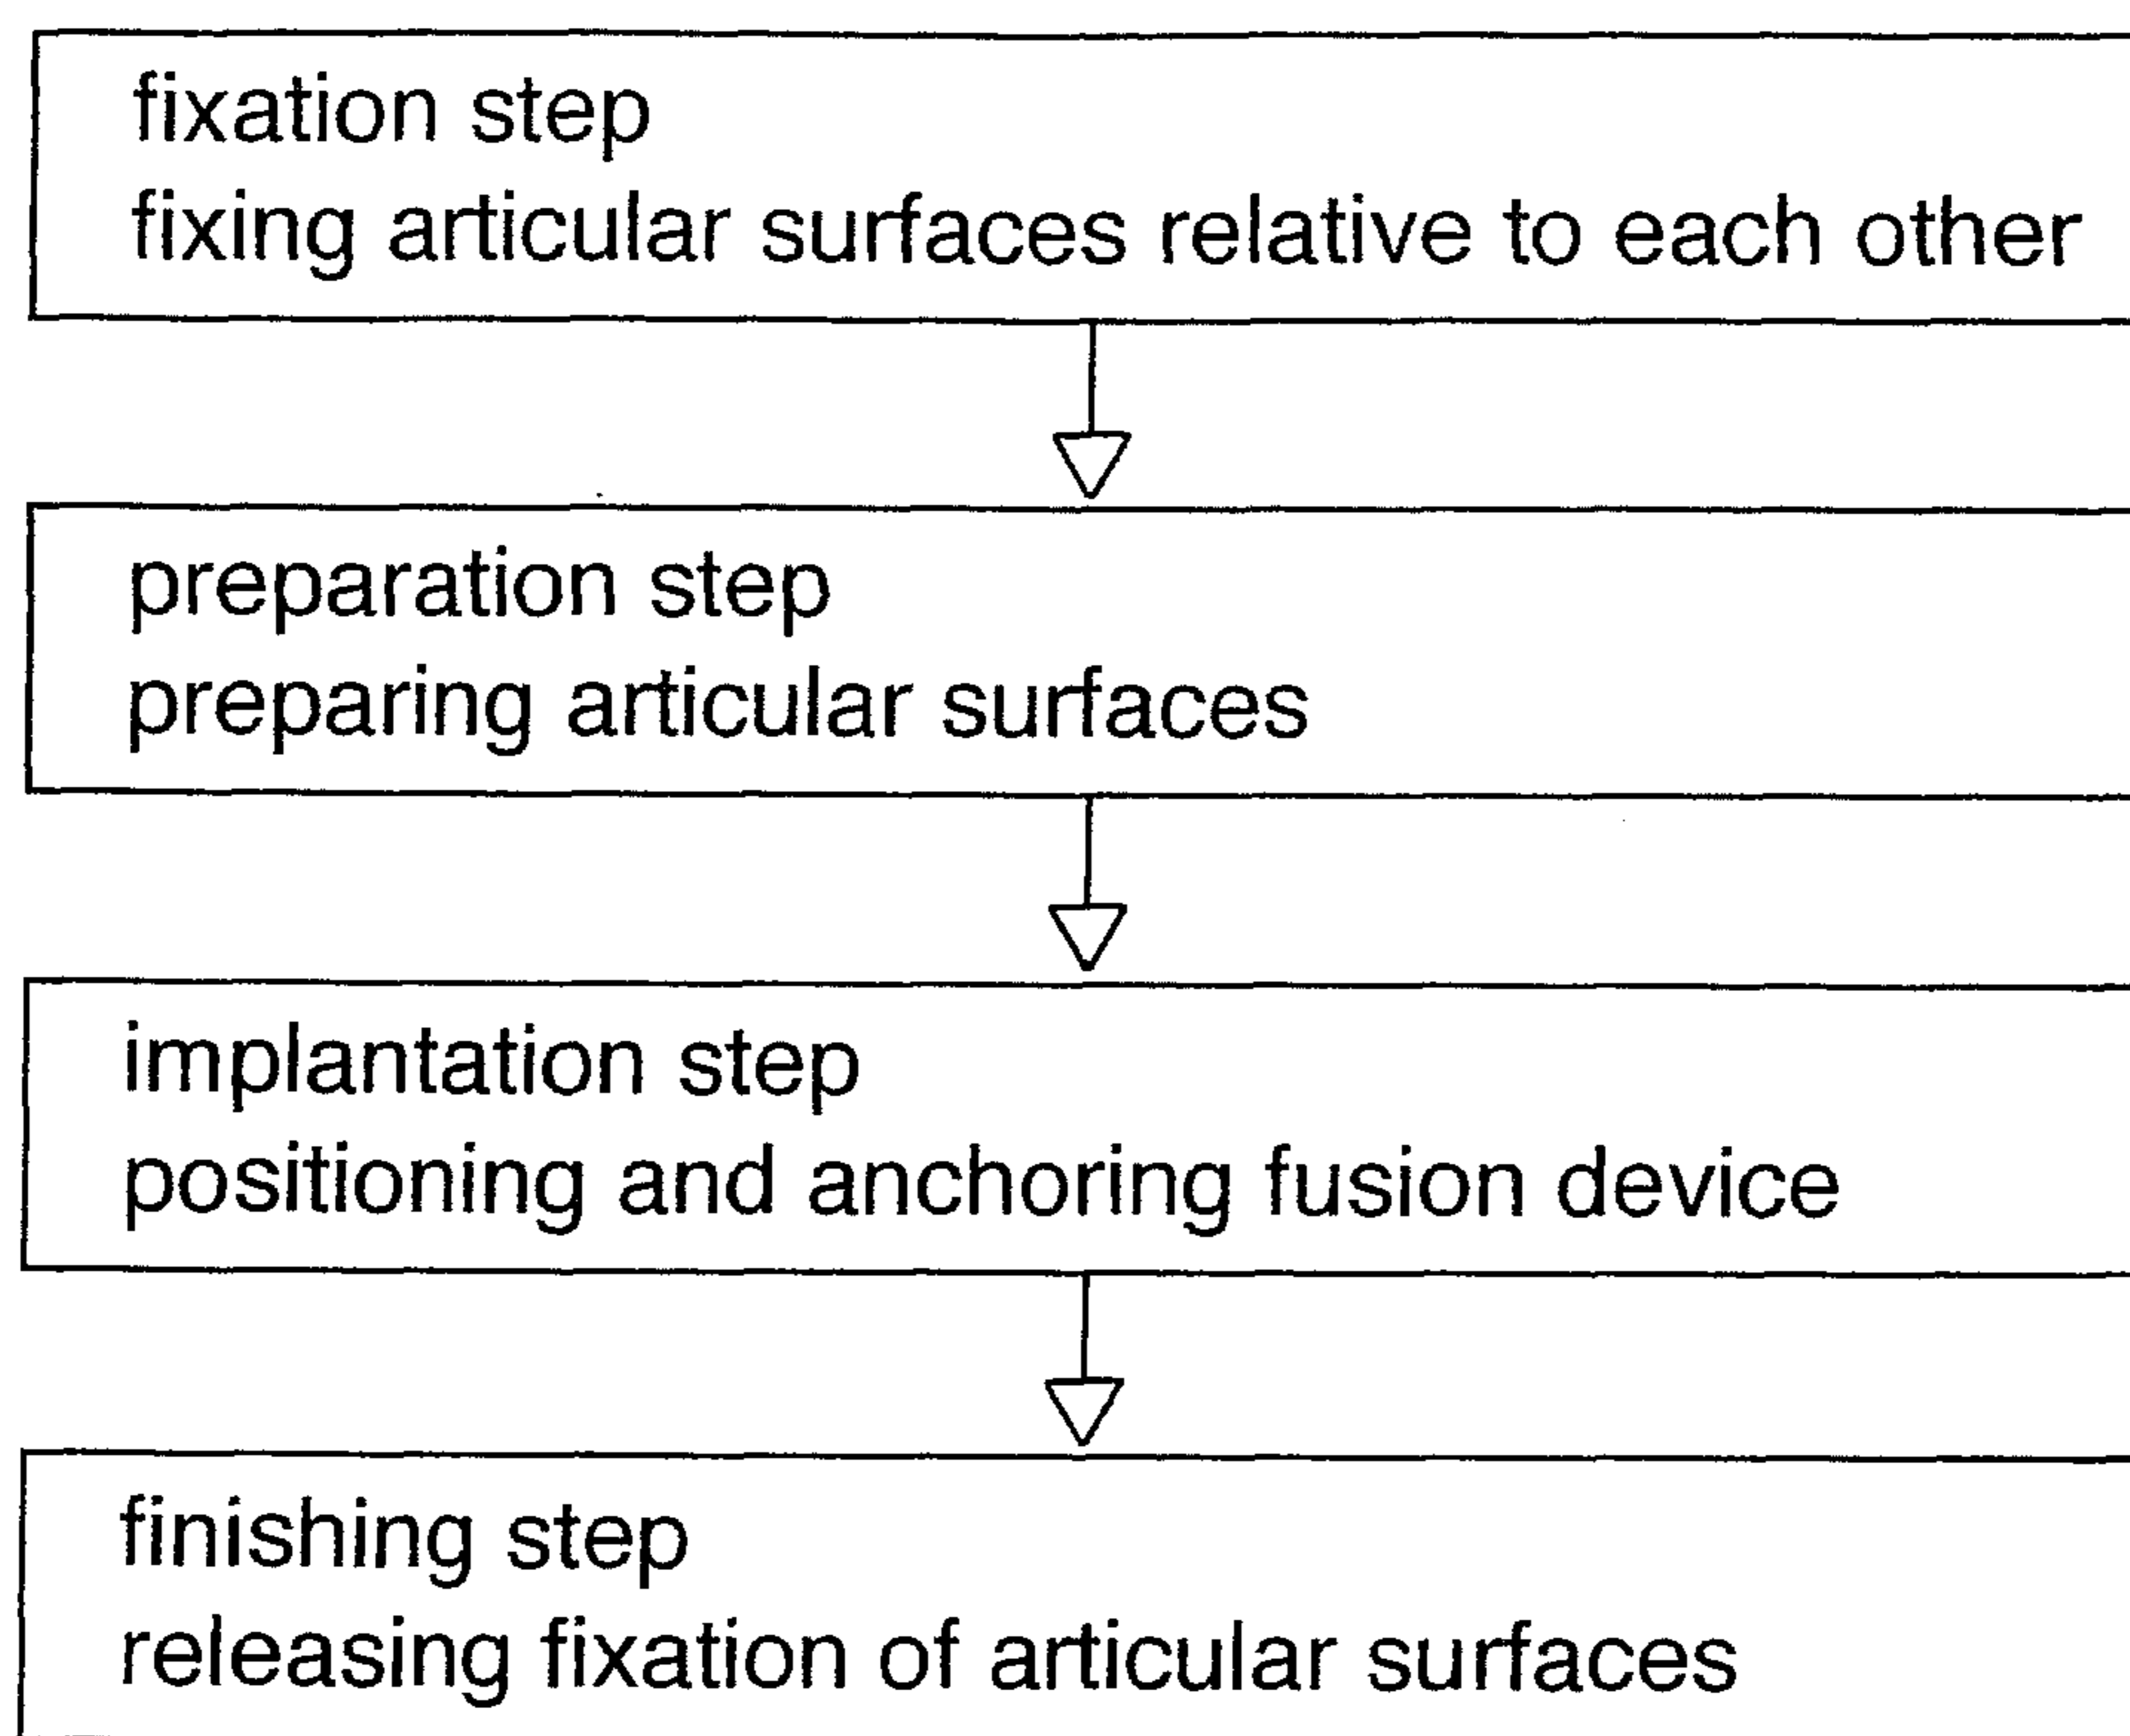 fixation step
fixing articular surfaces relative to each other
preparation step
preparing articular surfaces
implantation step
positioning and anchoring fusion device
finishing step
releasing fixation of articular surfaces